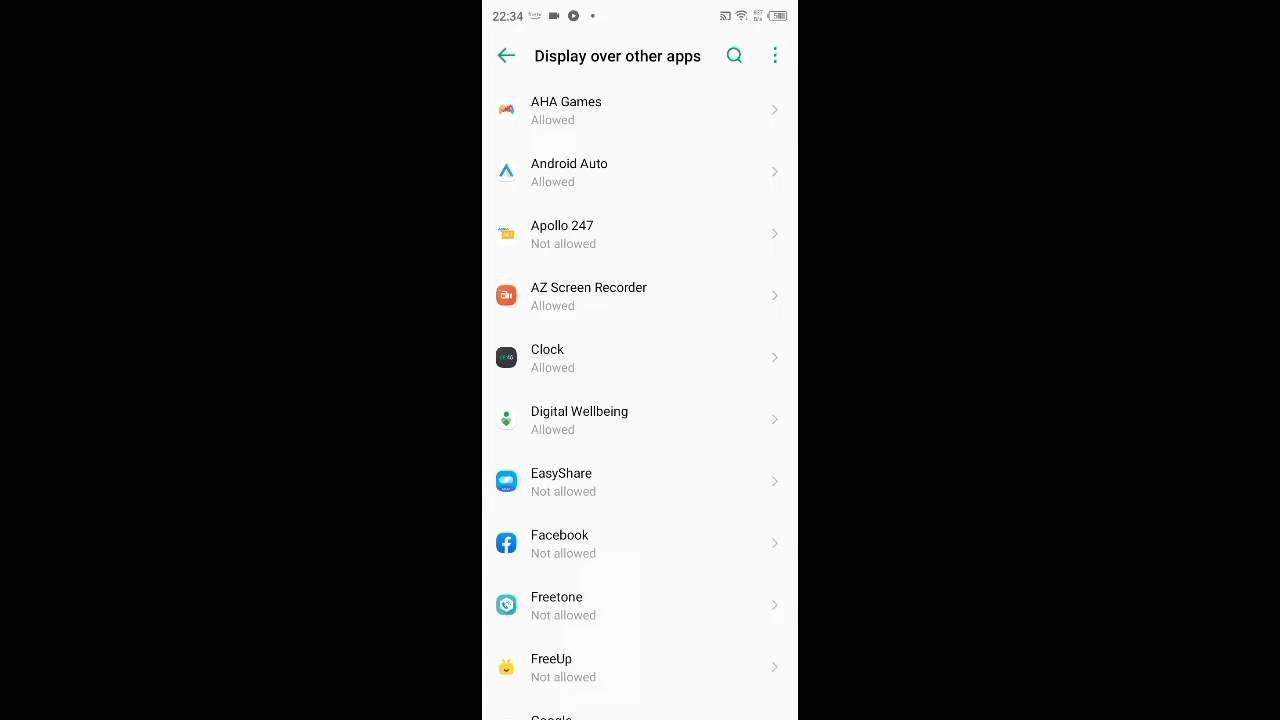 22:34
Display over other apps
AHA Games
Allowed
Android Auto
Allowed
Apollo 247
Not allowed
AZ Screen Recorder
Allowed
Clock
Allowed
Digital Wellbeing
Allowed
EasyShare
Not allowed
Facebook
Not allowed
Freetone
Not allowed
FreeUp
Not allowed